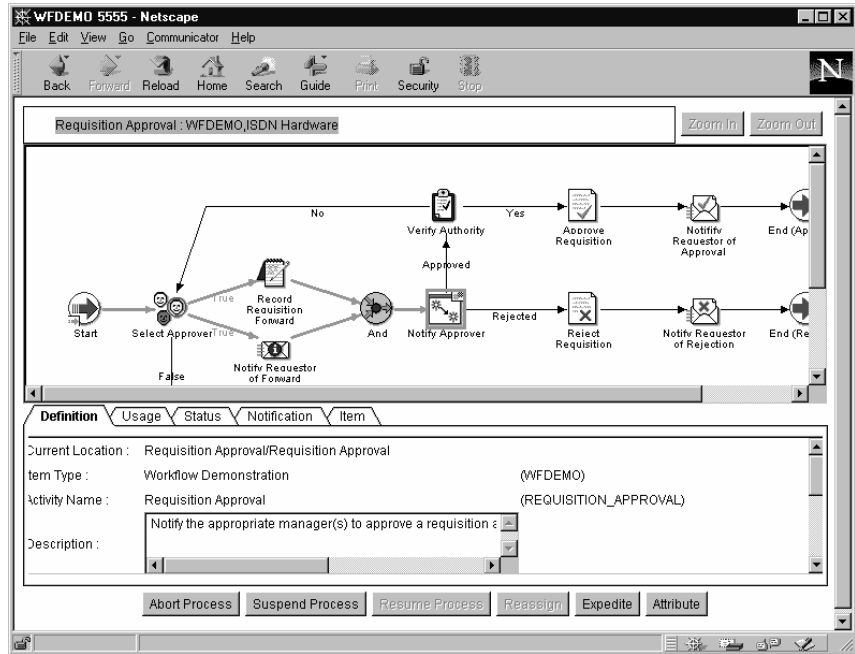 WFDEMO 5555 - Netscape
File Edit View Go Communicator Help
Back Forward Reload Home Search Guide Print Security Stop
N
Requisition Approval : WFDEMO,ISDN Hardware
Zoom In Zoom Out
No
Verify Authority
Yes
Approve
Requisition
Notifify
Requestor of
Approval
End (Ap
Approved
True
Record
Requisition
Forward
Start
Select Approver
True
And
Notify Approver
Rejected
Reject
Requisition
Notify Requestor
of Rejection
End (Re
Notify Requestor
of Forward
False
Definition Usage Status Notification Item
Current Location : Requisition Approval/Requisition Approval
tem Type : Workflow Demonstration (WFDEMO)
Activity Name : Requisition Approval (REQUISITION_APPROVAL)
Description : Notify the appropriate manager(s) to approve a requisition a
Abort Process Suspend Process Resume Process Reassign Expedite Attribute